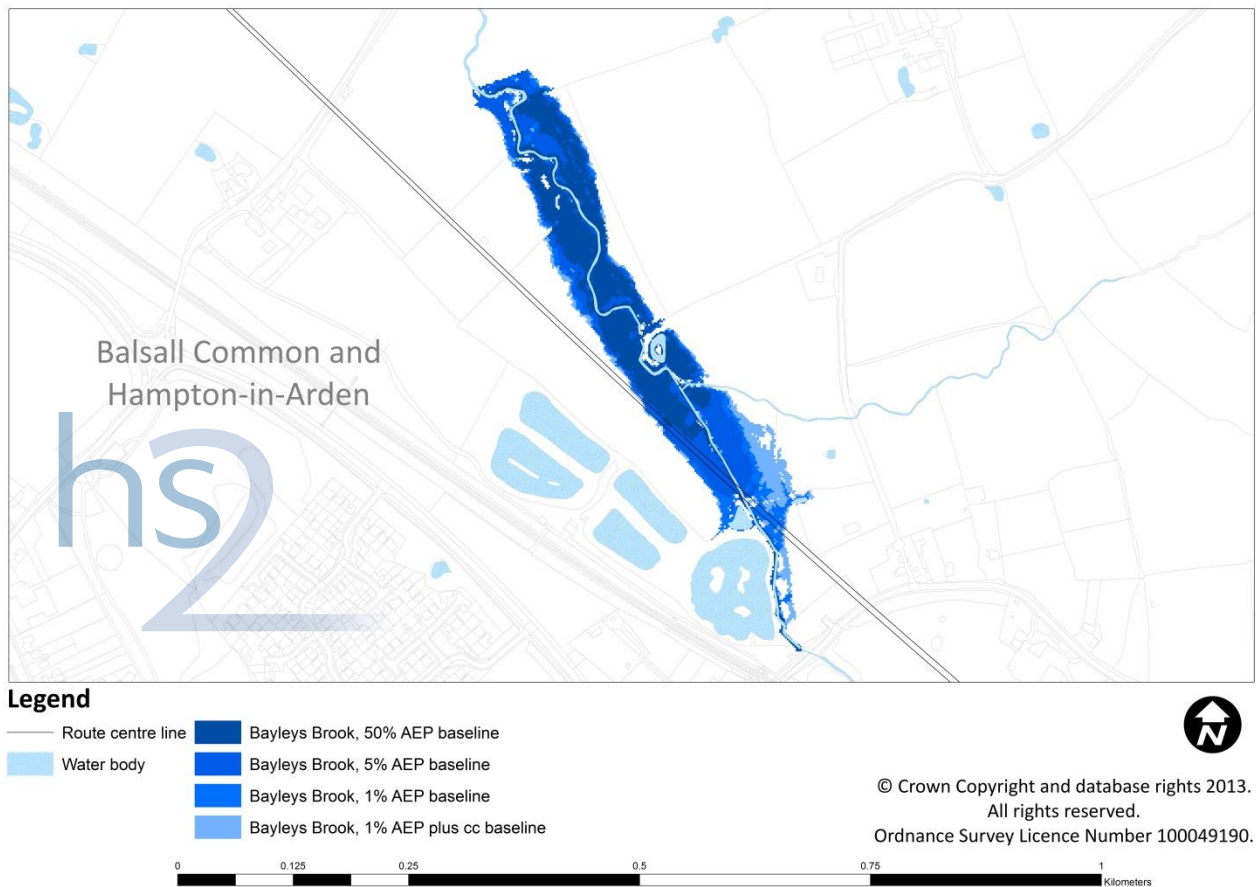 Balsall Common and
Hampton-in-Arden
hs2
Legend
Route centre line
Water body
Bayleys Brook, 50% AEP baseline
Bayleys Brook, 5% AEP baseline
Bayleys Brook, 1% AEP baseline
Bayleys Brook, 1% AEP plus cc baseline
N
© Crown Copyright and database rights 2013.
All rights reserved.
Ordnance Survey Licence Number 100049190.
0 0.125 0.25 0.5 0.75 1
Kilometers